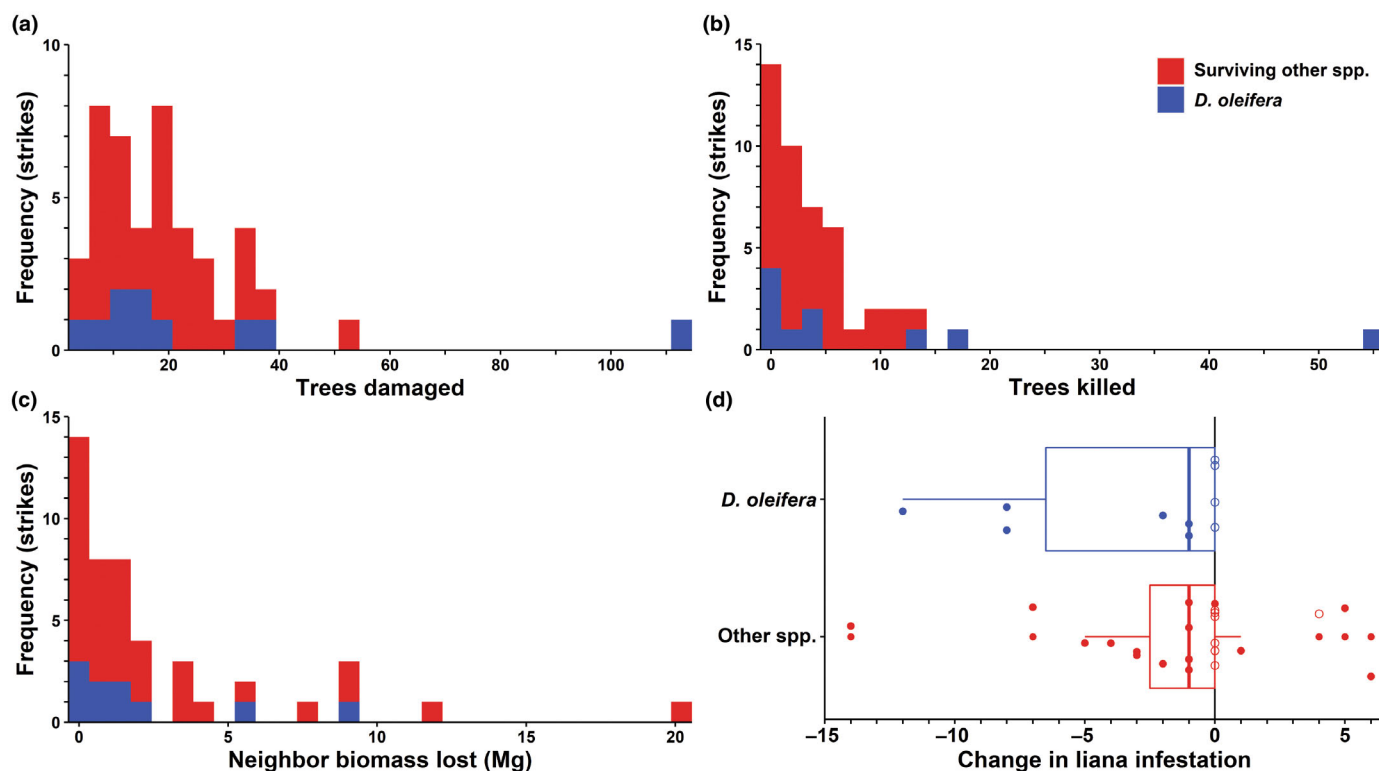 (a)
10
5
0
Frequency (strikes)
20
40
60
80
100
Trees damaged
(b)
15
10
5
0
Frequency (strikes)
0
10
20
30
40
50
Trees killed
Surviving other spp.
D. oleifera
(c)
15
10
5
0
Frequency (strikes)
0
5
10
15
20
Neighbor biomass lost (Mg)
(d)
D. oleifera
Other spp.
–15
–10
–5
0
5
Change in liana infestation